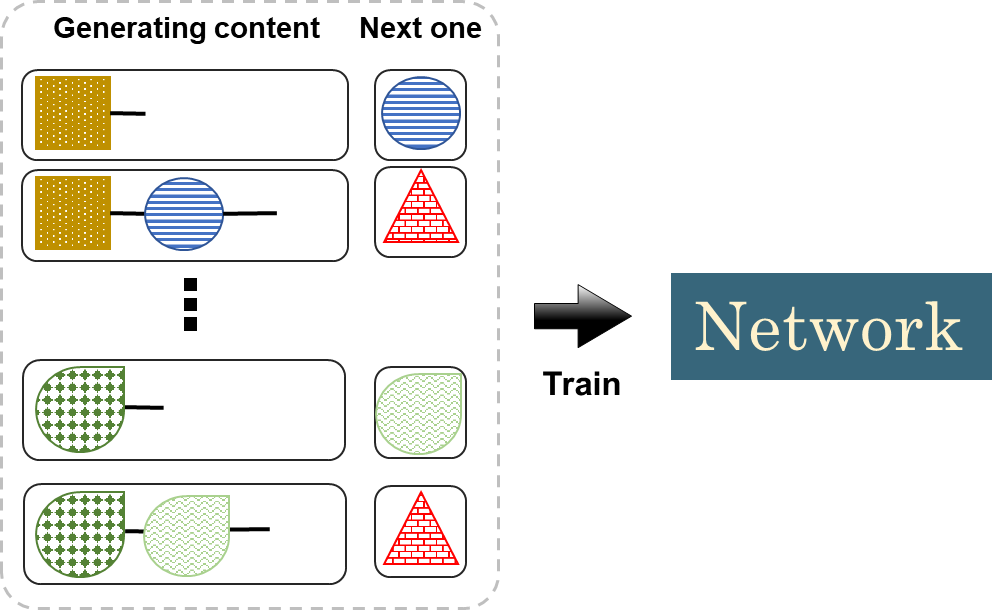 Generating content
Next one
Network
Train